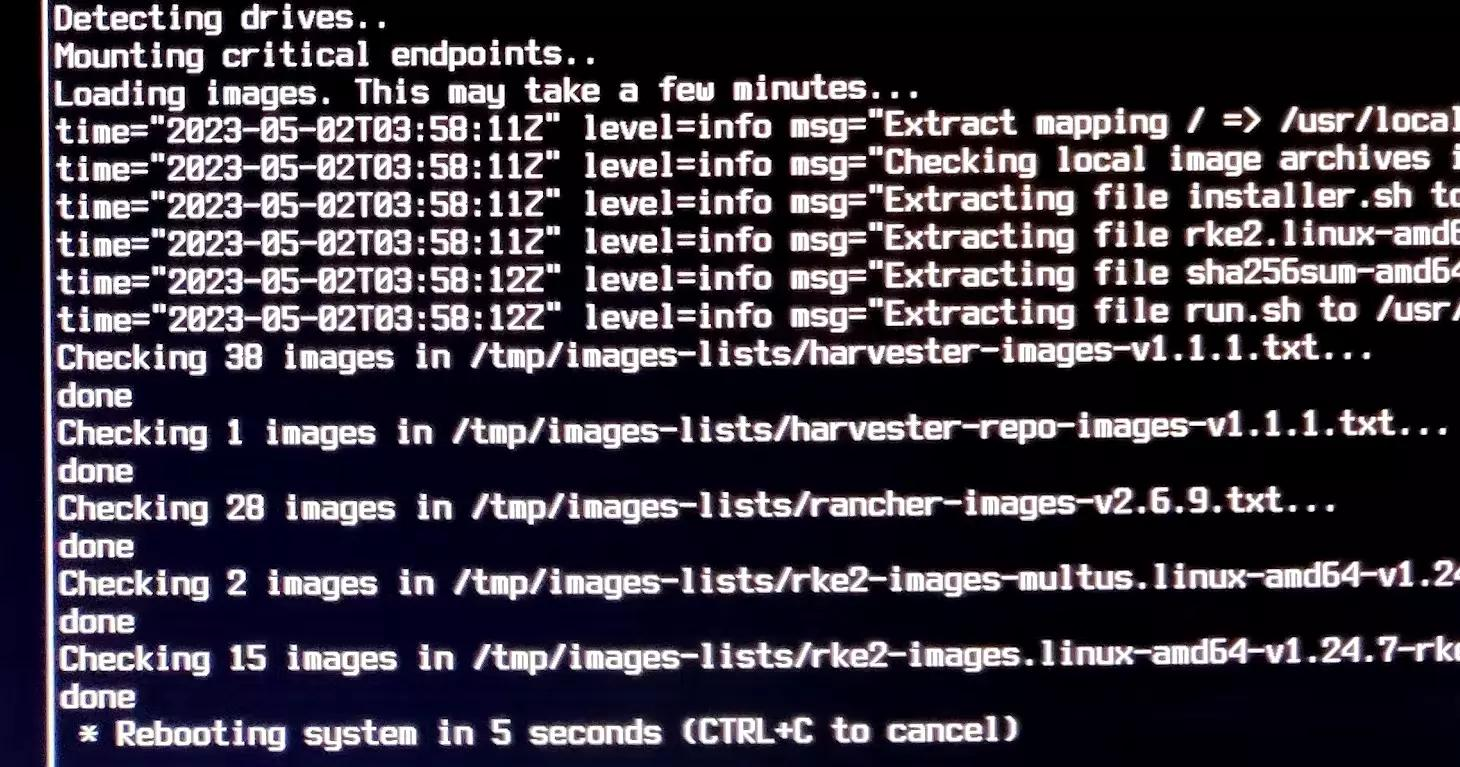 Detecting drives..
Mounting critical endpoints..
Loading images. This may take a few minutes...
time="2023-05-02T03:58:11Z" level=info msg="Extract mapping / => /usr/local
time="2023-05-02T03:58:11Z" level=info msg="Checking local image archives
time="2023-05-02T03:58:11Z" level=info msg="Extracting file installer.sh to
time="2023-05-02T03:58:11Z" level=info msg="Extracting file rke2.linux-amd6
time="2023-05-02T03:58:12Z" level=info msg="Extracting file sha256sum-amd64
time="2023-05-02T03:58:12Z" level=info msg="Extracting file run.sh to /usr/
Checking 38 images in /tmp/images-lists/harvester-images-v1.1.1.txt...
done
Checking 1 images in /tmp/images-lists/harvester-repo-images-v1.1.1.txt...
done
Checking 28 images in /tmp/images-lists/rancher-images-v2.6.9.txt...
done
Checking 2 images in /tmp/images-lists/rke2-images-multus.linux-amd64-v1.24
done
Checking 15 images in /tmp/images-lists/rke2-images.linux-amd64-v1.24.7-rke
done
* Rebooting system in 5 seconds (CTRL+C to cancel)